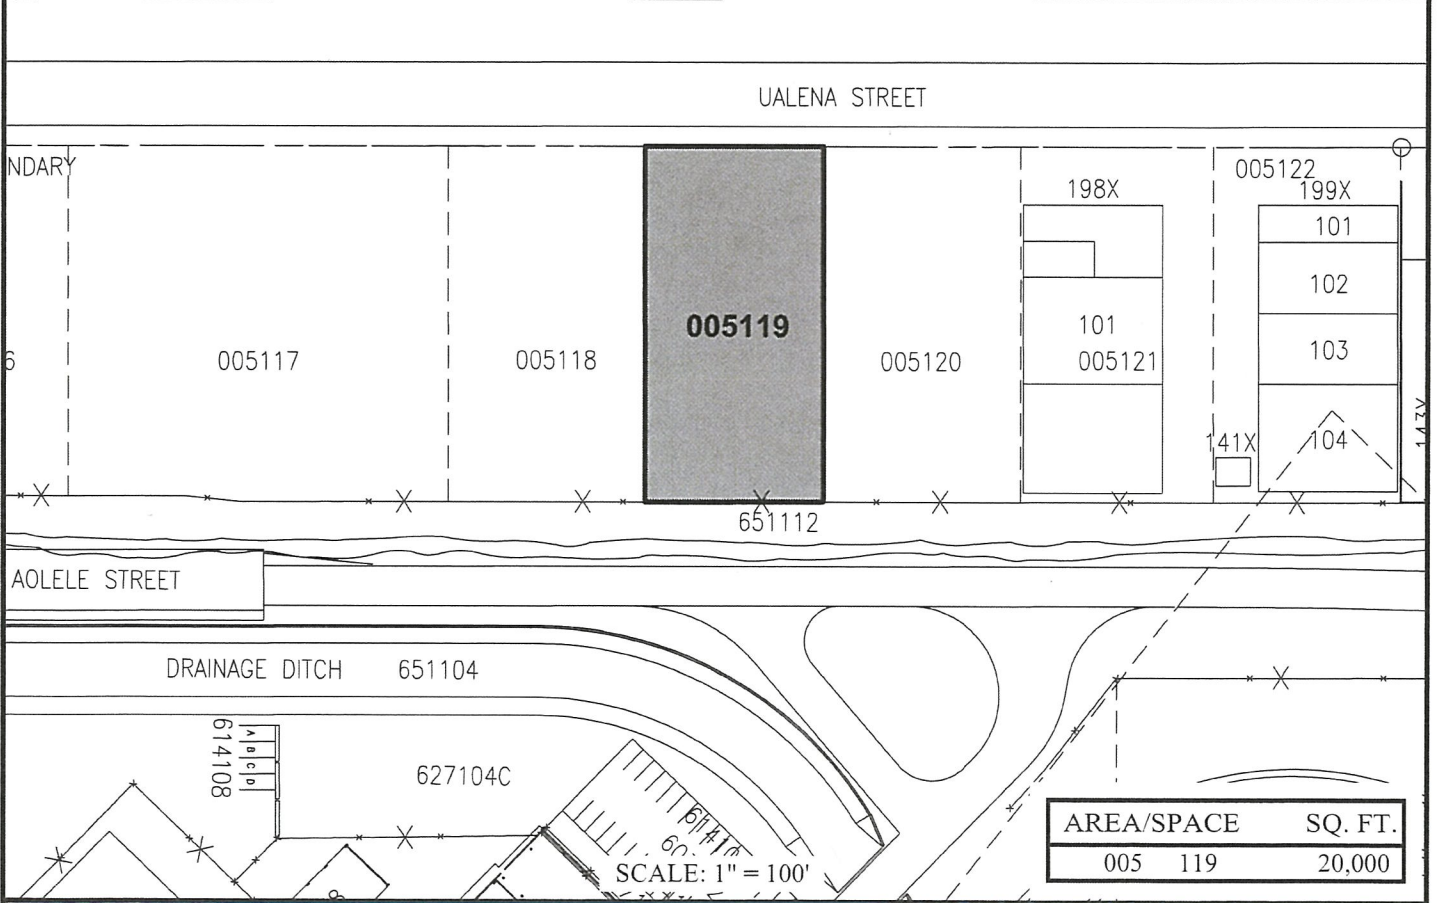 UALENA STREET
NDARY
005122
198X
199X
101
102
005119
101
103
6
005117
005118
005120
005121
104
141X
143X
651112
AOLELE STREET
DRAINAGE DITCH 651104
614108
A
B
C
D
627104C
SCALE: 1" = 100'
AREA/SPACE SQ. FT.
005 119 20,000